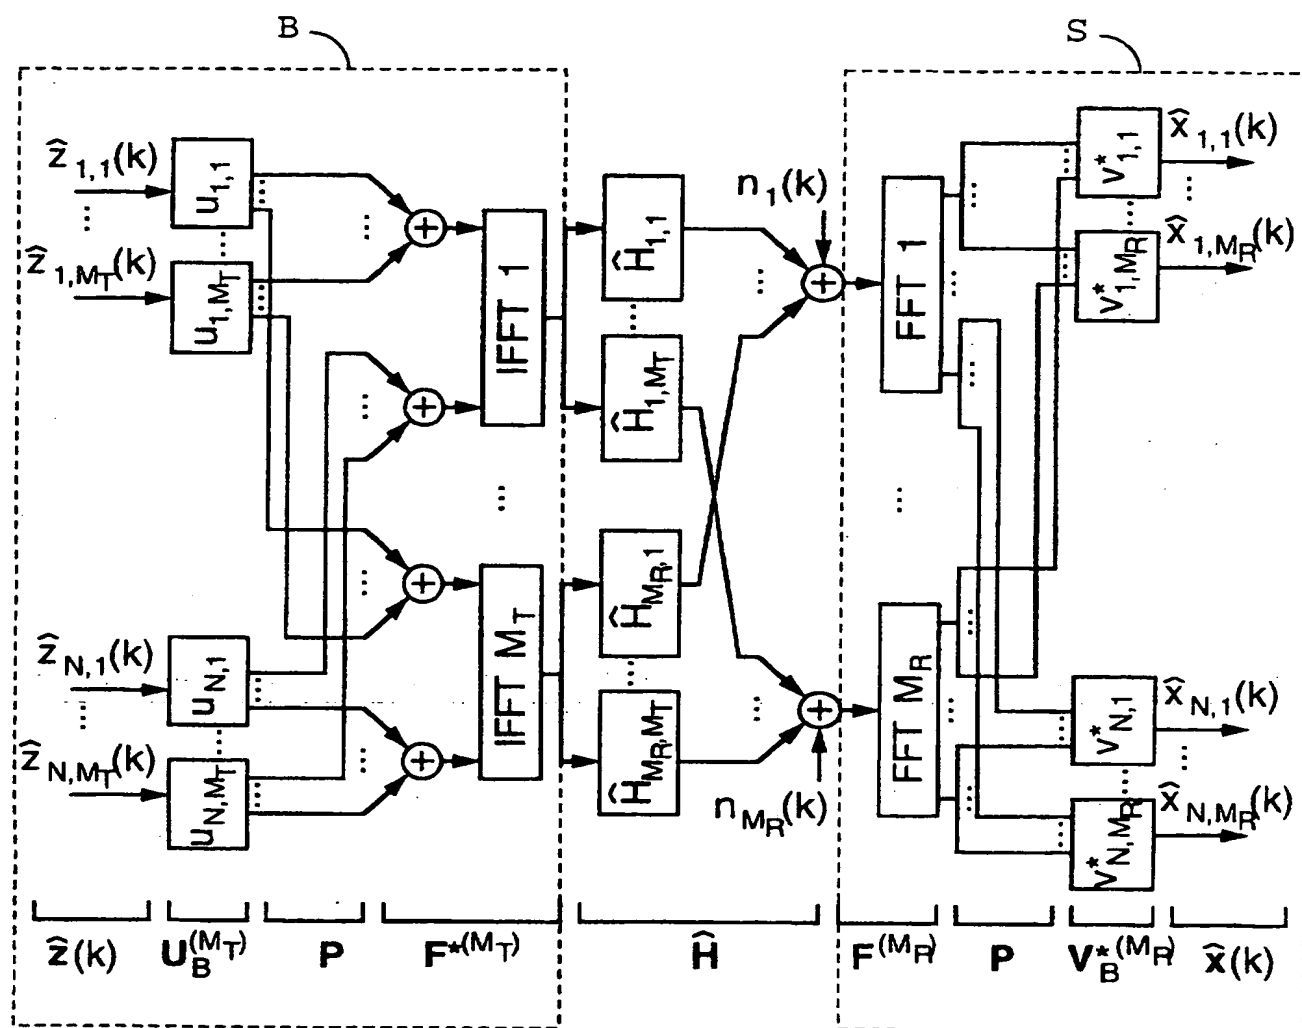 B
S
ẑ1,1(k)
⋮
ẑ1,MT(k)
ẑN,1(k)
⋮
ẑN,MT(k)
u1,1
u1,MT
uN,1
uN,MT
+
+
+
+
IFFT 1
IFFT MT
Ĥ1,1
Ĥ1,MT
ĤMR,1
ĤMR,MT
n1(k)
+
+
nMR(k)
FFT 1
FFT MR
v*1,1
v*1,MR
v*N,1
v*N,MR
x̂1,1(k)
x̂1,MR(k)
x̂N,1(k)
x̂N,MR(k)
ẑ(k) UB(MT) P F*(MT) Ĥ F(MR) P VB*(MR) x̂(k)